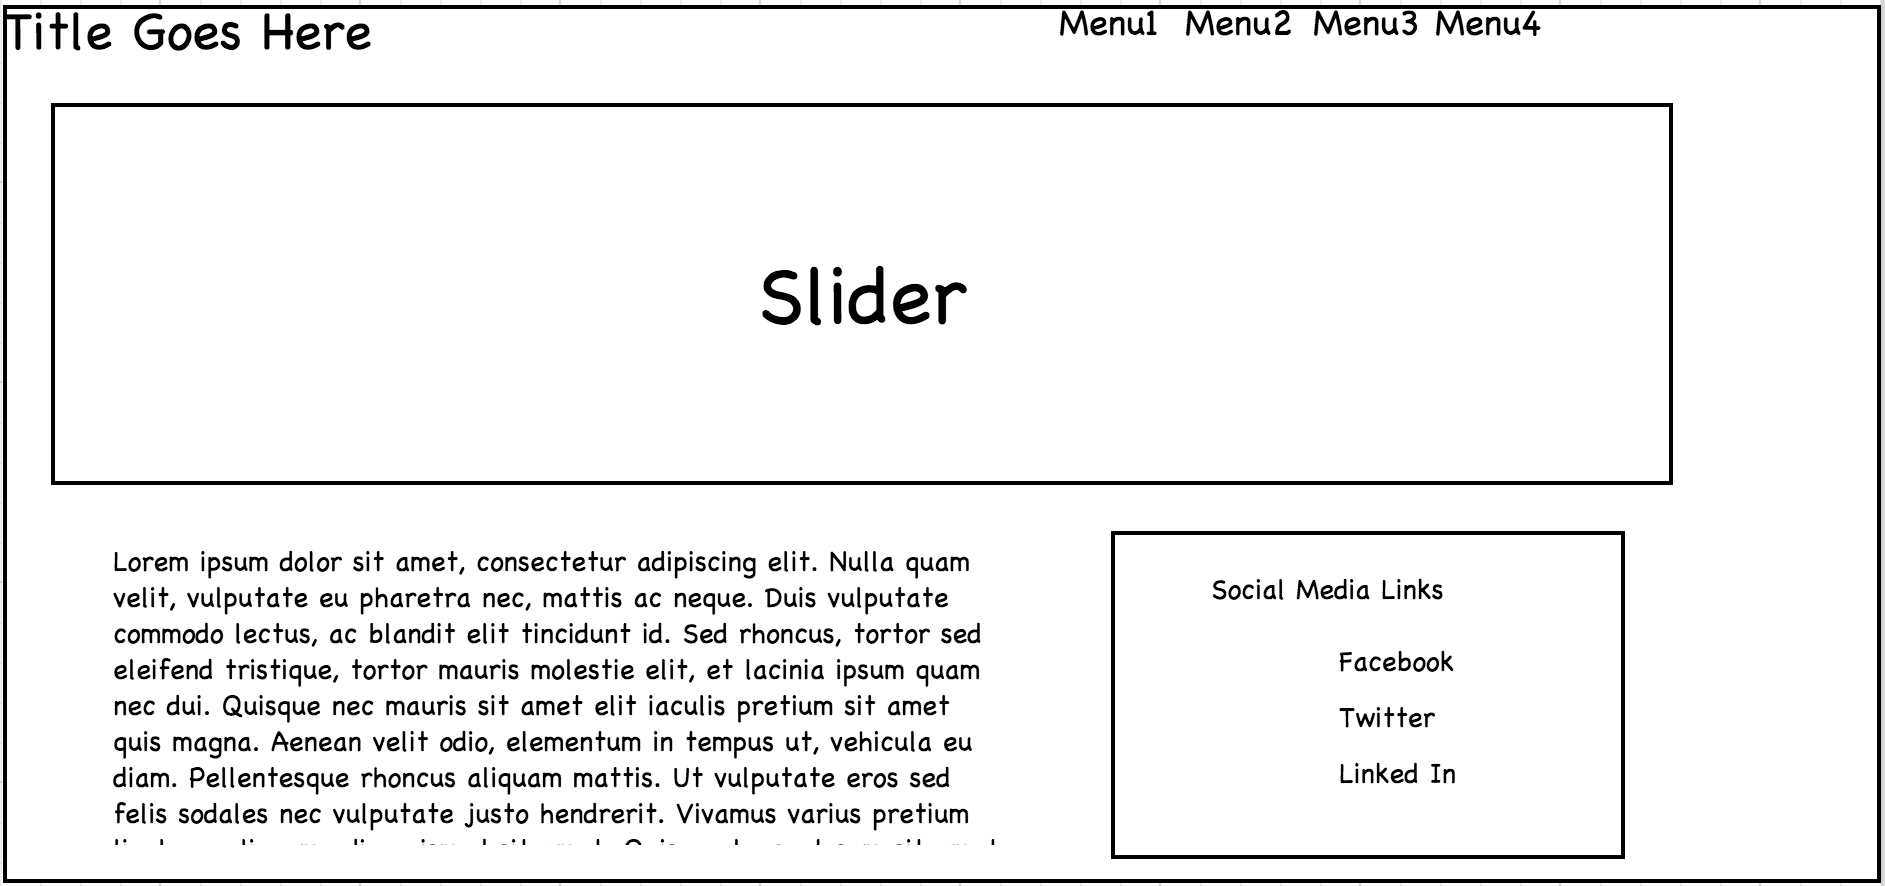 Title Goes Here
Menu1 Menu2 Menu3 Menu4
Slider
Lorem ipsum dolor sit amet, consectetur adipiscing elit. Nulla quam
velit, vulputate eu pharetra nec, mattis ac neque. Duis vulputate
commodo lectus, ac blandit elit tincidunt id. Sed rhoncus, tortor sed
eleifend tristique, tortor mauris molestie elit, et lacinia ipsum quam
nec dui. Quisque nec mauris sit amet elit iaculis pretium sit amet
quis magna. Aenean velit odio, elementum in tempus ut, vehicula eu
diam. Pellentesque rhoncus aliquam mattis. Ut vulputate eros sed
felis sodales nec vulputate justo hendrerit. Vivamus varius pretium
Social Media Links
Facebook
Twitter
Linked In